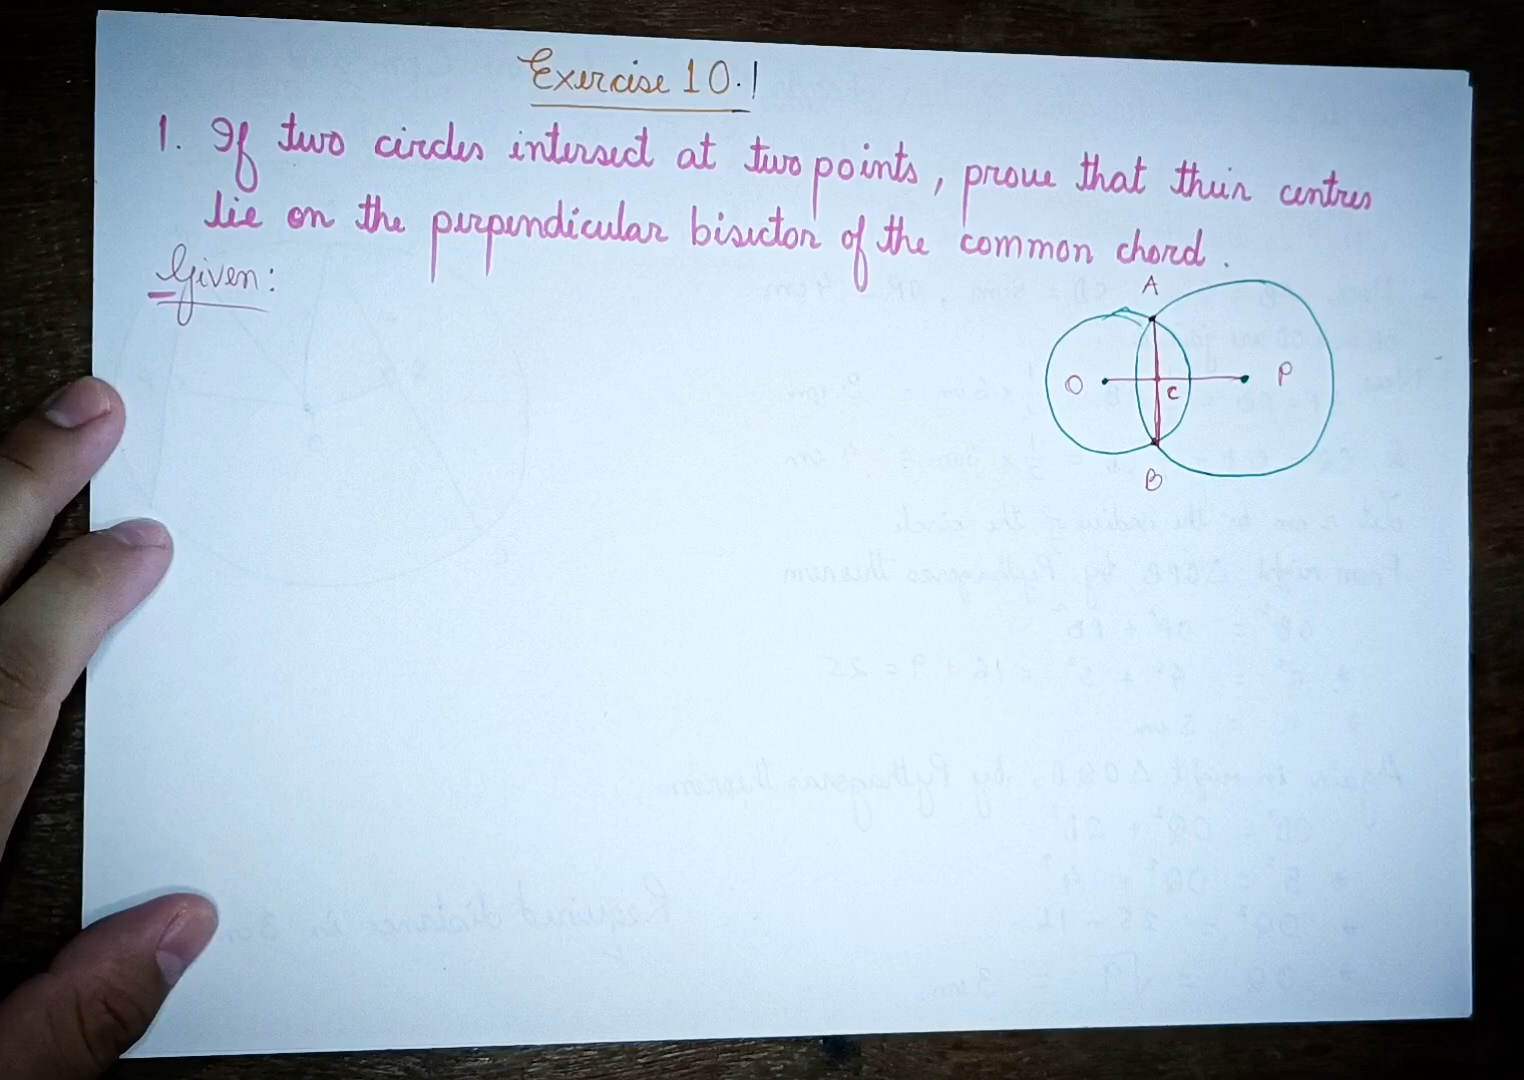 Exercise 10.1
1. If two circles intersect at two points, prove that their centres
lie on the perpendicular bisector of the common chord.
Given:
A
O
C
P
B